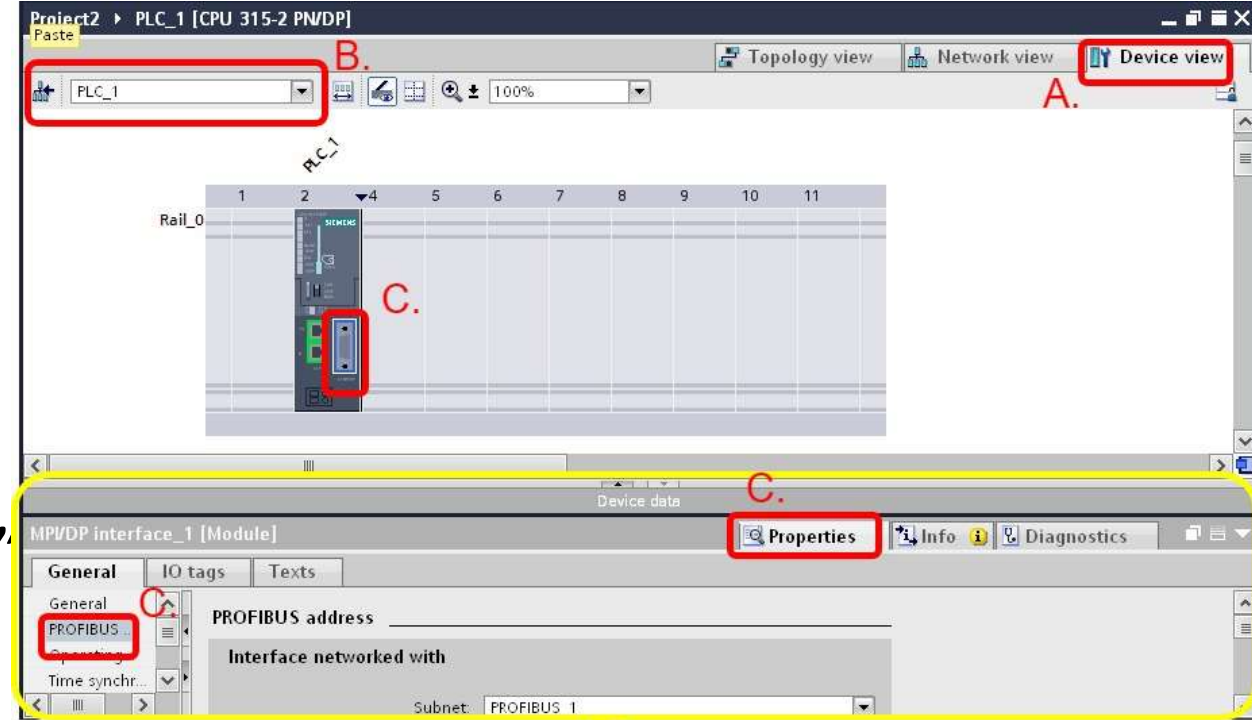 Project2 ▸ PLC_1 [CPU 315-2 PN/DP]
Paste
B.
Topology view Network view Device view
PLC_1 100%
A.
PLC_1
1 2 4 5 6 7 8 9 10 11
Rail_0
SIEMENS
C.
Device data
C.
MPI/DP interface_1 [Module] Properties Info Diagnostics
General IO tags Texts
General
C.
PROFIBUS ..
PROFIBUS address
Operating
Interface networked with
Time synchr...
Subnet: PROFIBUS_1